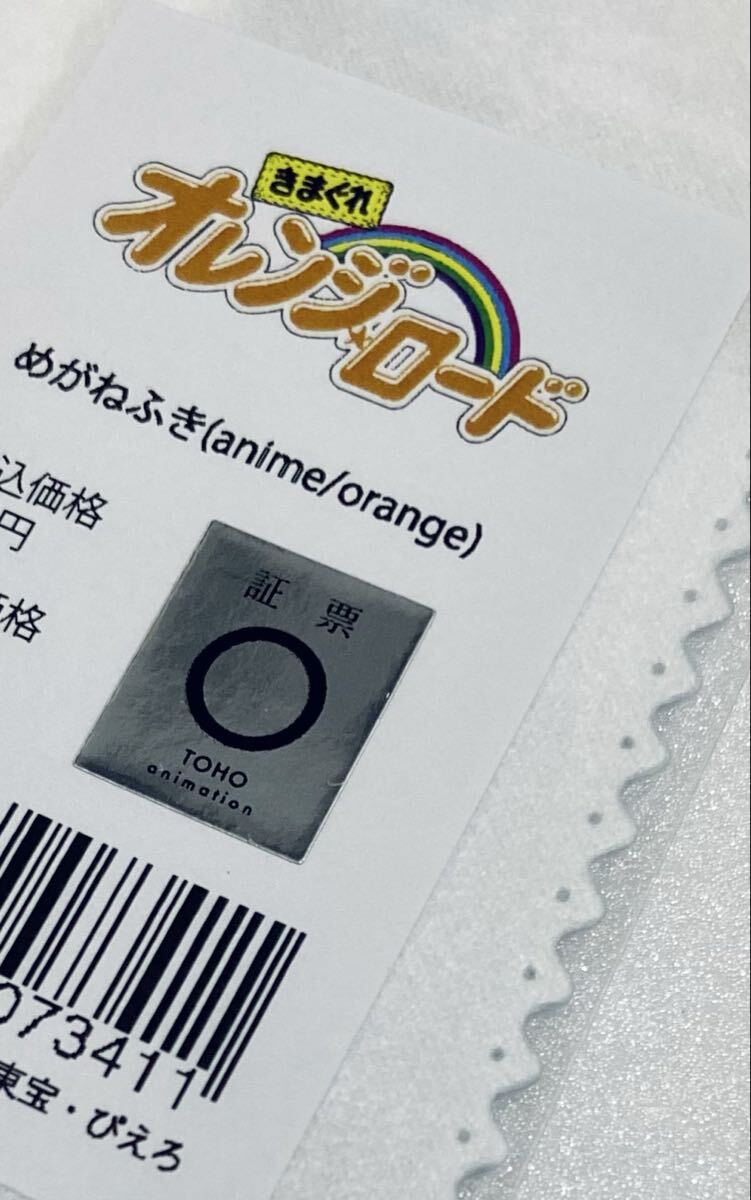 きまぐれ
オレンジ☆ロード
めがねふき(anime/orange)
込価格
円
価格
証票
TOHO
animation
073411
東宝・ぴえろ